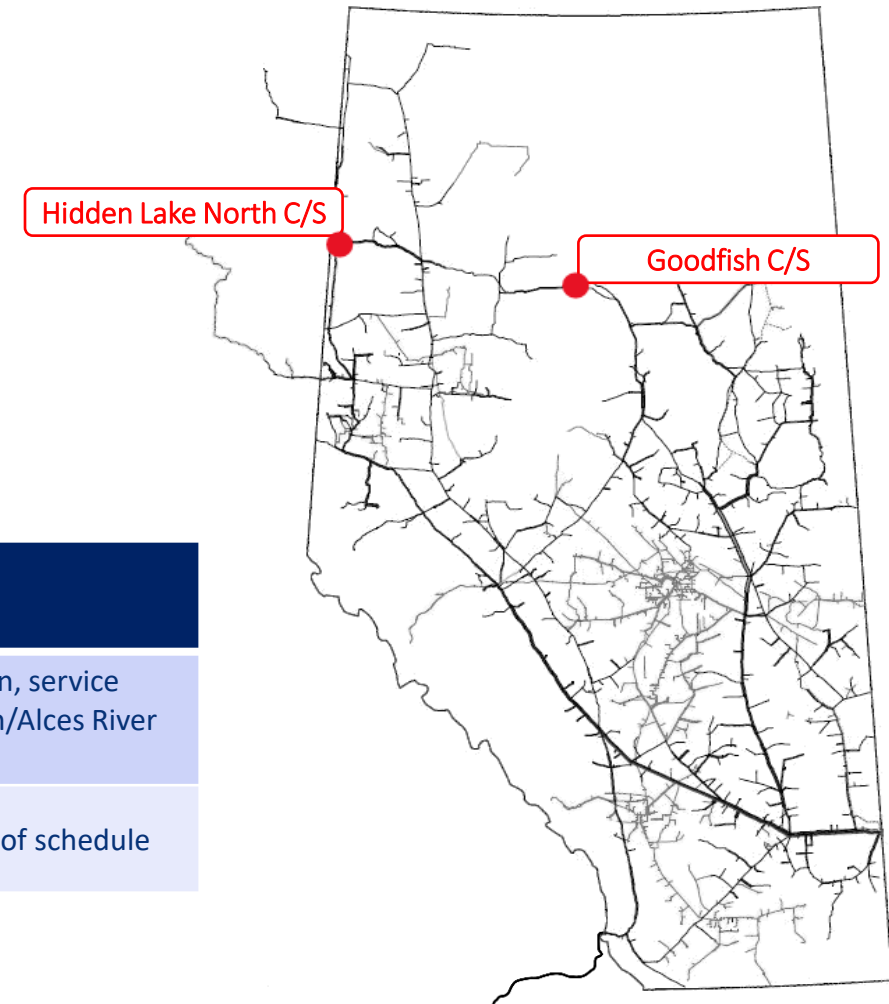 Hidden Lake North C/S
Goodfish C/S
n, service
n/Alces River
of schedule